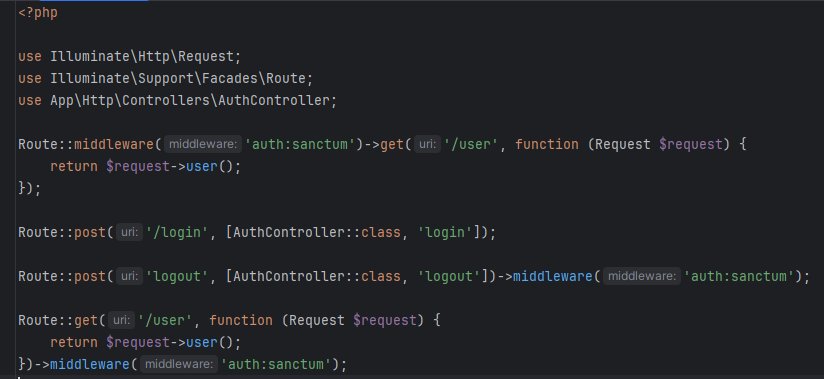 <?php
use Illuminate\Http\Request;
use Illuminate\Support\Facades\Route;
use App\Http\Controllers\AuthController;
Route::middleware( middleware: 'auth:sanctum')->get( uri: '/user', function (Request $request) {
    return $request->user();
});
Route::post( uri: '/login', [AuthController::class, 'login']);
Route::post( uri: 'logout', [AuthController::class, 'logout'])->middleware( middleware: 'auth:sanctum');
Route::get( uri: '/user', function (Request $request) {
    return $request->user();
})->middleware( middleware: 'auth:sanctum');